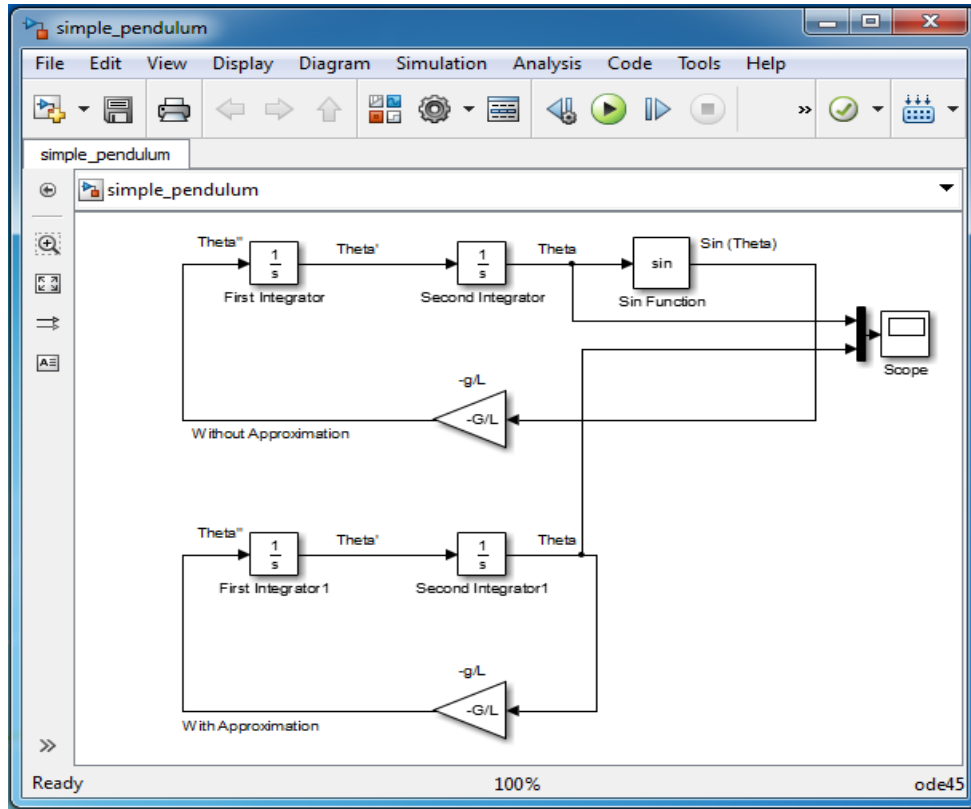 simple_pendulum
File Edit View Display Diagram Simulation Analysis Code Tools Help
»
simple_pendulum
simple_pendulum
Theta'' 1/s Theta' 1/s Theta sin Sin (Theta)
First Integrator Second Integrator Sin Function
Scope
-g/L
-G/L
Without Approximation
Theta'' 1/s Theta' 1/s Theta
First Integrator1 Second Integrator1
-g/L
-G/L
With Approximation
»
Ready 100% ode45